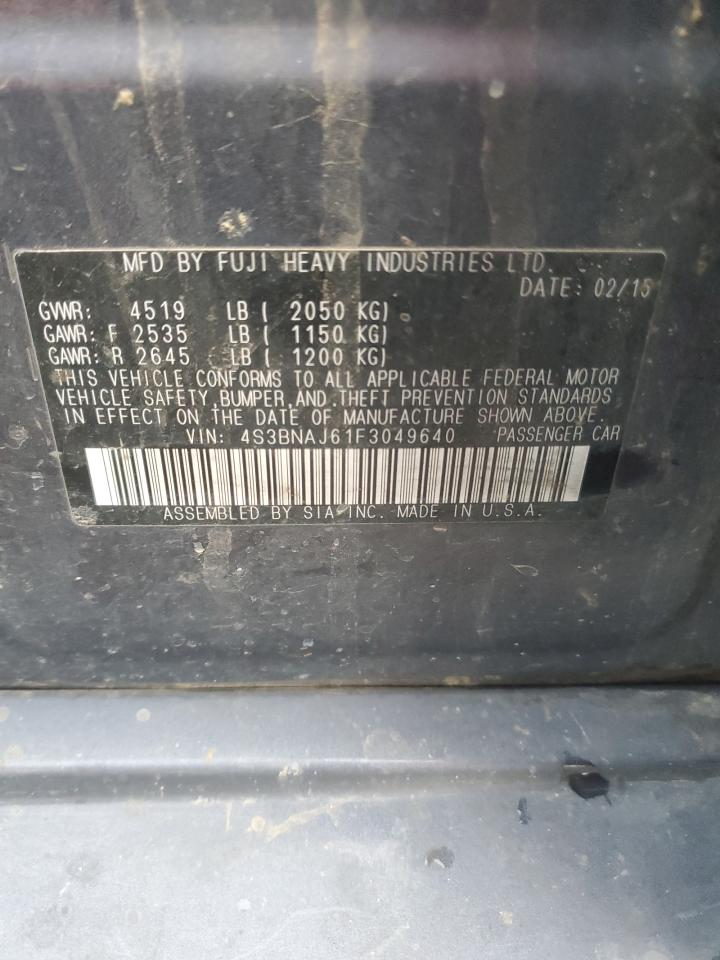 MFD BY FUJI HEAVY INDUSTRIES LTD.
DATE: 02/15
GVWR: 4519 LB ( 2050 KG)
GAWR: F 2535 LB ( 1150 KG)
GAWR: R 2645 LB ( 1200 KG)
THIS VEHICLE CONFORMS TO ALL APPLICABLE FEDERAL MOTOR
VEHICLE SAFETY, BUMPER, AND THEFT PREVENTION STANDARDS
IN EFFECT ON THE DATE OF MANUFACTURE SHOWN ABOVE.
VIN: 4S3BNAJ61F3049640 PASSENGER CAR
ASSEMBLED BY SIA INC. MADE IN U.S.A.